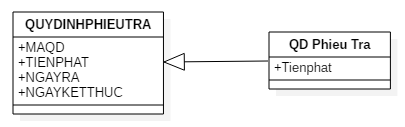 QUYDINHPHIEUTRA
+MAQD
+TIENPHAT
+NGAYRA
+NGAYKETTHUC
QD Phieu Tra
+Tienphat